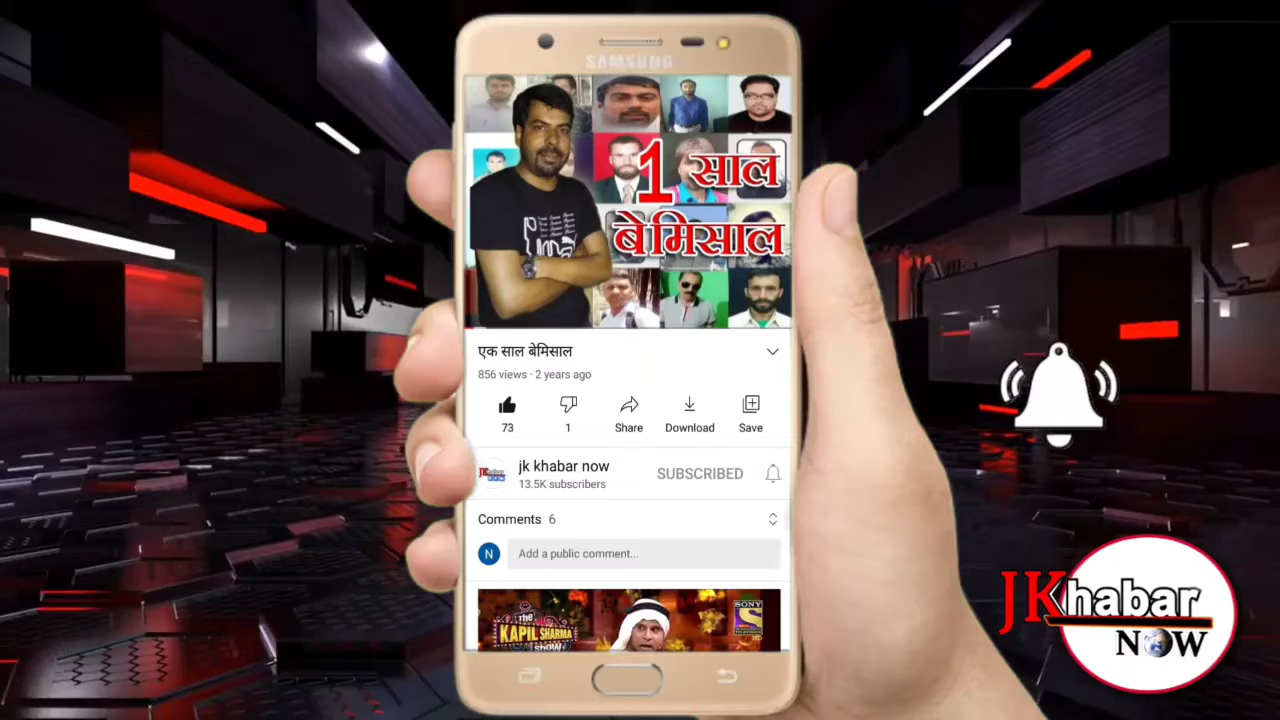 SAMSUNG
1 साल
बेमिसाल
एक साल बेमिसाल
856 views · 2 years ago
73
1
Share
Download
Save
jk khabar now
13.5K subscribers
SUBSCRIBED
Comments 6
N
Add a public comment...
The
KAPIL SHARMA
Show
SONY
JKhabar
NOW